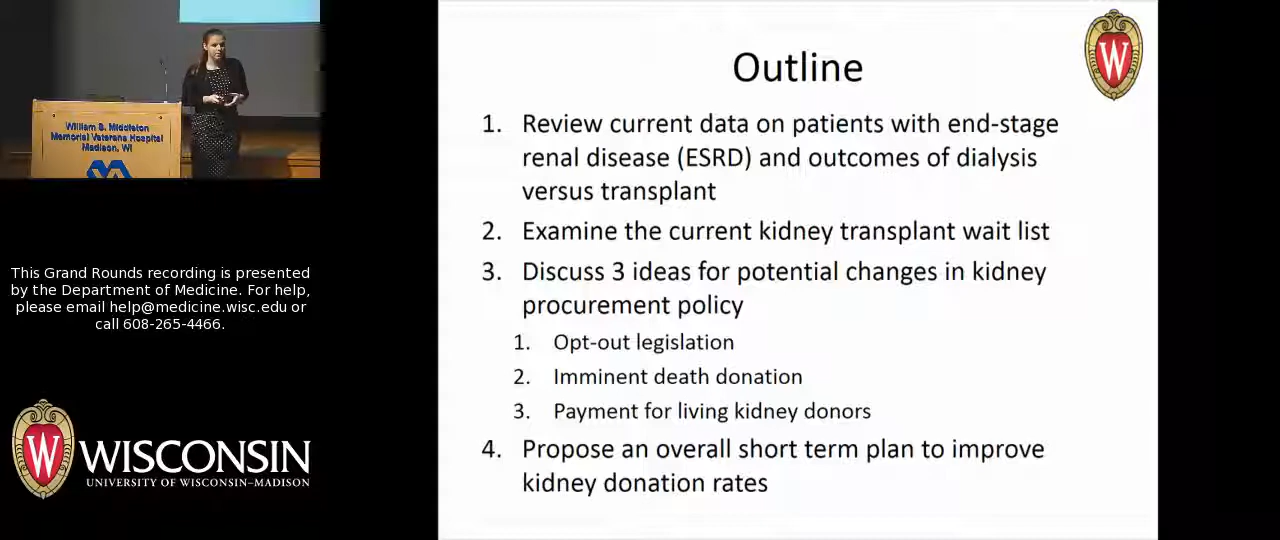 William S. Middleton
Memorial Veterans Hospital
Madison, WI
This Grand Rounds recording is presented
by the Department of Medicine. For help,
please email help@medicine.wisc.edu or
call 608-265-4466.
W
WISCONSIN
UNIVERSITY OF WISCONSIN–MADISON
W
Outline
1. Review current data on patients with end-stage
renal disease (ESRD) and outcomes of dialysis
versus transplant
2. Examine the current kidney transplant wait list
3. Discuss 3 ideas for potential changes in kidney
procurement policy
1. Opt-out legislation
2. Imminent death donation
3. Payment for living kidney donors
4. Propose an overall short term plan to improve
kidney donation rates